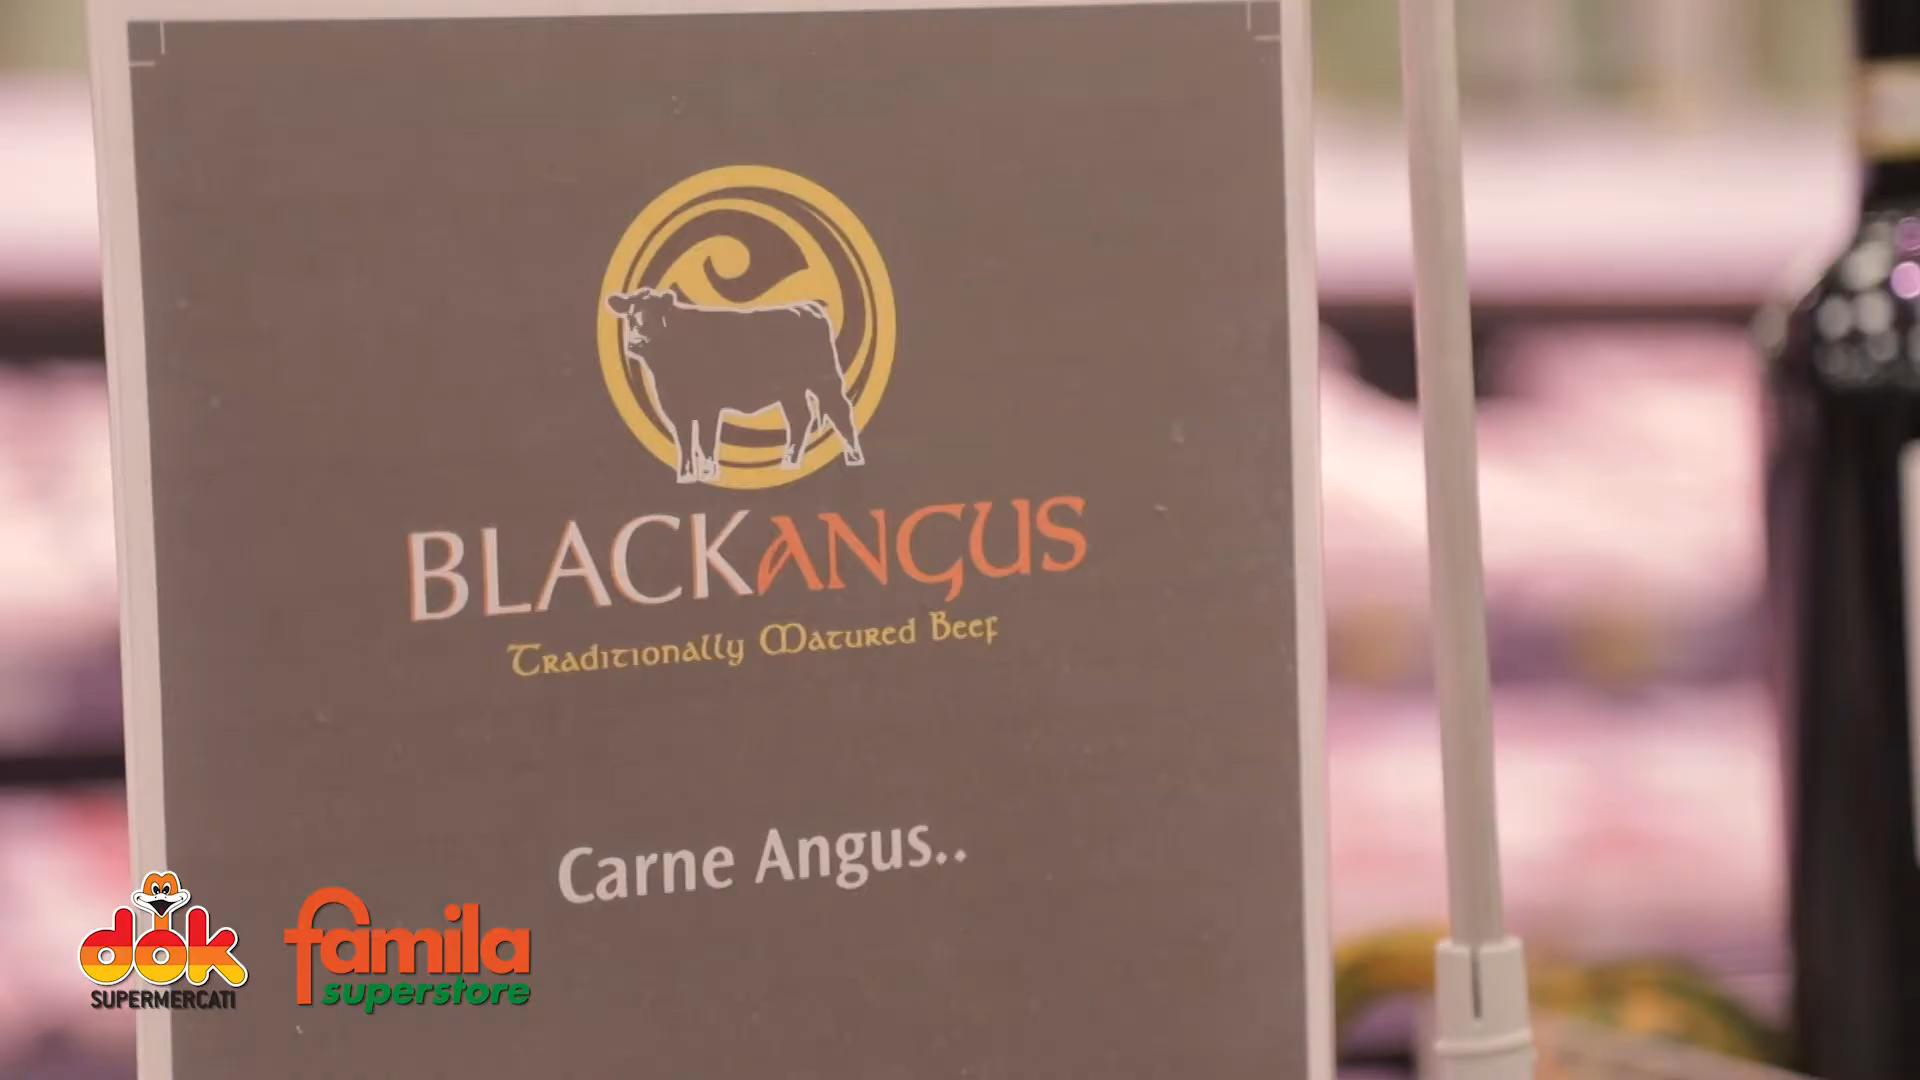 BLACKANGUS
Traditionally Matured Beef
Carne Angus..
dok
SUPERMERCATI
famila
superstore